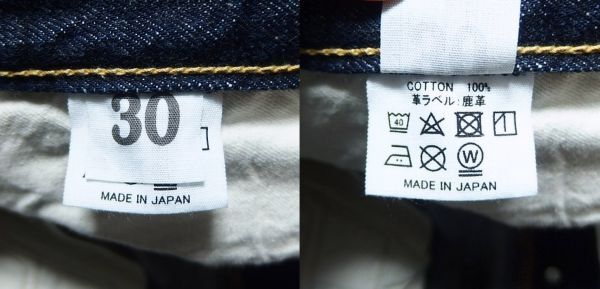 30
MADE IN JAPAN
COTTON 100%
革ラベル:鹿革
40
W
MADE IN JAPAN